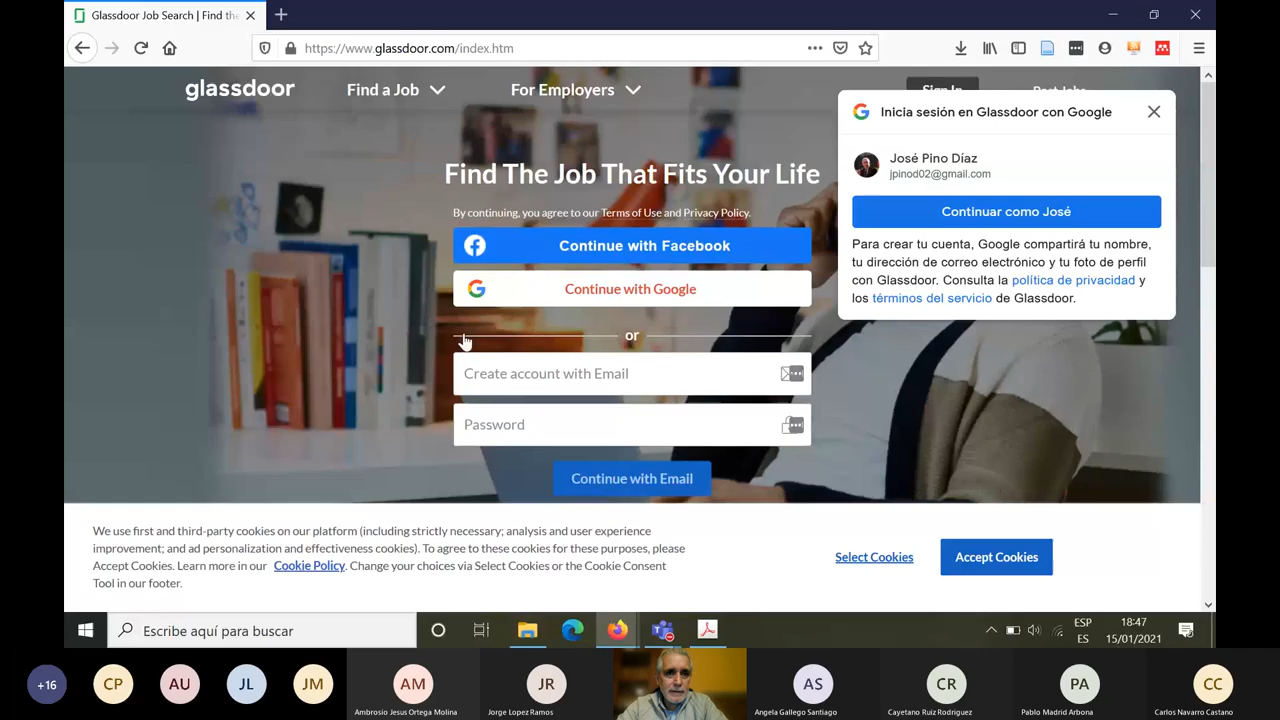 Glassdoor Job Search | Find the
https://www.glassdoor.com/index.htm
glassdoor
Find a Job
For Employers
Sign In
Post Jobs
Inicia sesión en Glassdoor con Google
José Pino Díaz
jpinod02@gmail.com
Continuar como José
Para crear tu cuenta, Google compartirá tu nombre,
tu dirección de correo electrónico y tu foto de perfil
con Glassdoor. Consulta la política de privacidad y
los términos del servicio de Glassdoor.
Find The Job That Fits Your Life
By continuing, you agree to our Terms of Use and Privacy Policy.
Continue with Facebook
Continue with Google
or
Create account with Email
Password
Continue with Email
We use first and third-party cookies on our platform (including strictly necessary; analysis and user experience
improvement; and ad personalization and effectiveness cookies). To agree to these cookies for these purposes, please
Accept Cookies. Learn more in our Cookie Policy. Change your choices via Select Cookies or the Cookie Consent
Tool in our footer.
Select Cookies
Accept Cookies
Escribe aquí para buscar
ESP
ES
18:47
15/01/2021
+16
CP
AU
JL
JM
AM
Ambrosio Jesus Ortega Molina
JR
Jorge Lopez Ramos
AS
Angela Gallego Santiago
CR
Cayetano Ruiz Rodriguez
PA
Pablo Madrid Arbona
CC
Carlos Navarro Castano